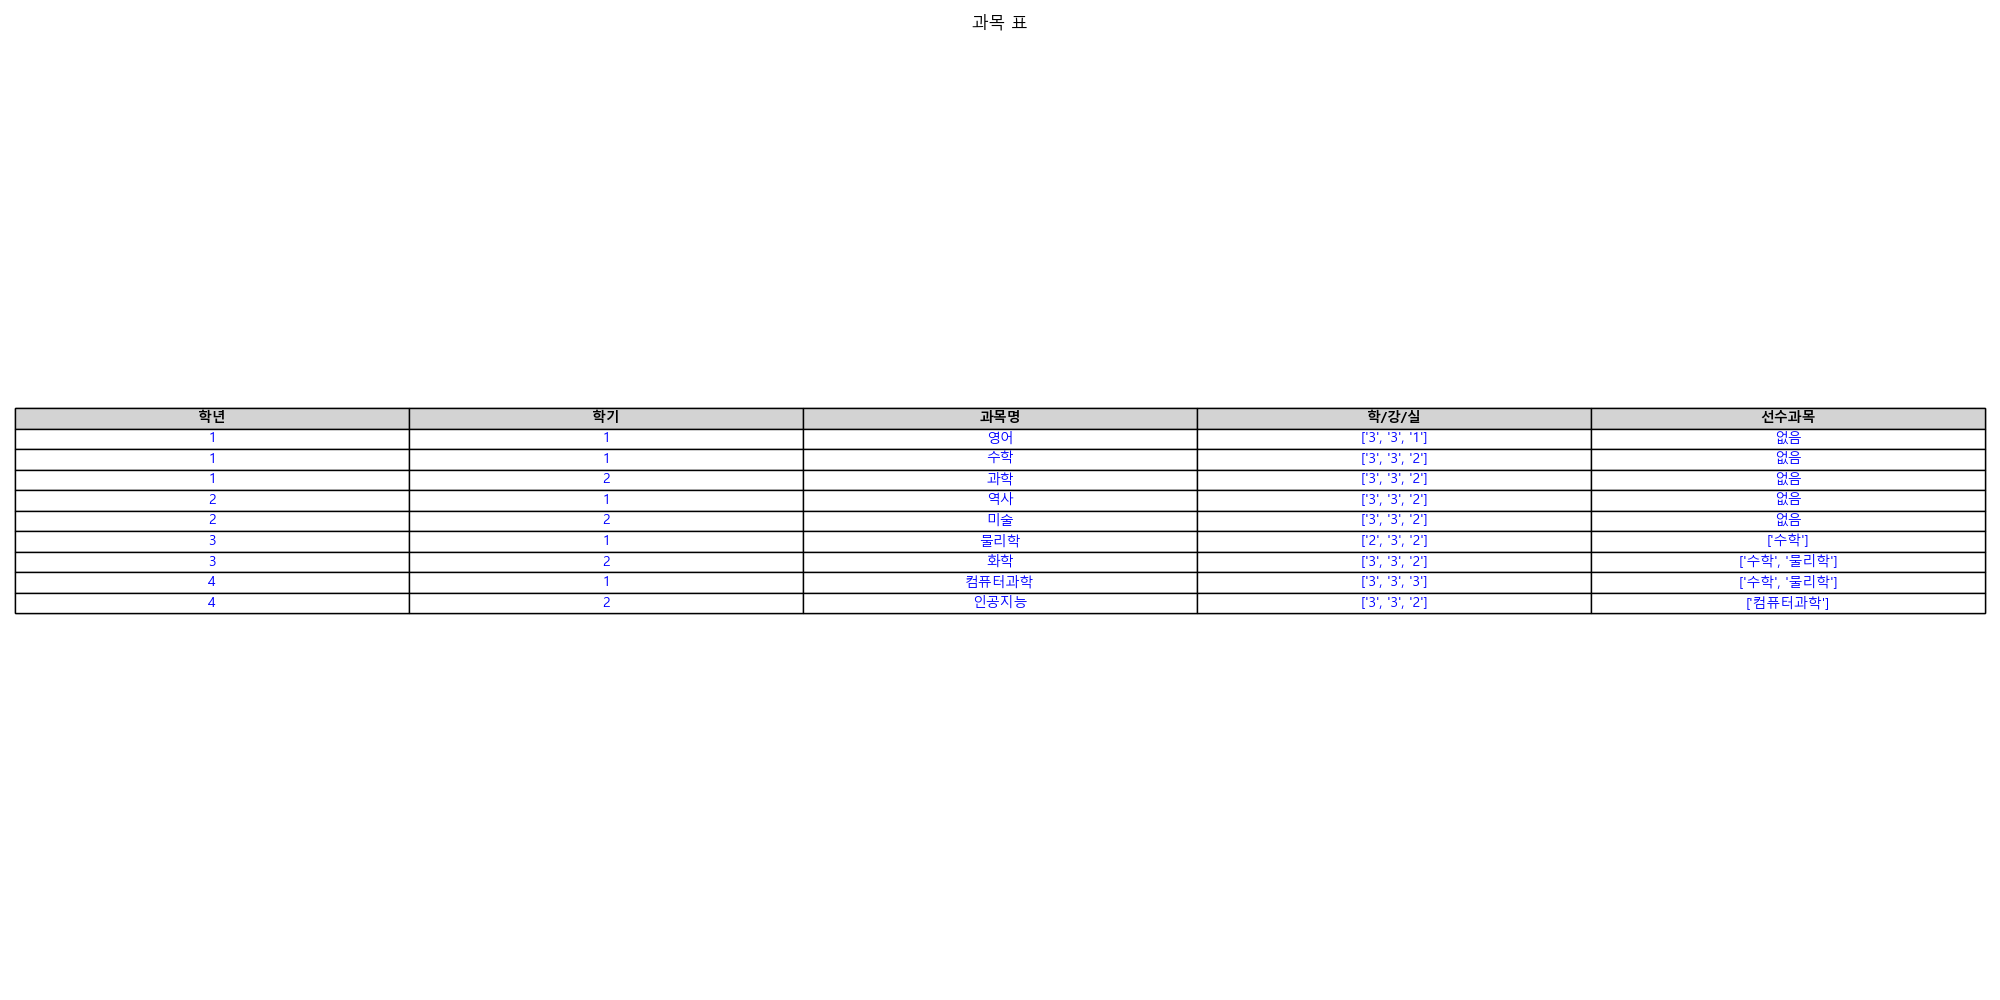 과목 표
학년 학기 과목명 학/강/실 선수과목
1 1 영어 ['3', '3', '1'] 없음
1 1 수학 ['3', '3', '2'] 없음
1 2 과학 ['3', '3', '2'] 없음
2 1 역사 ['3', '3', '2'] 없음
2 2 미술 ['3', '3', '2'] 없음
3 1 물리학 ['2', '3', '2'] ['수학']
3 2 화학 ['3', '3', '2'] ['수학', '물리학']
4 1 컴퓨터과학 ['3', '3', '3'] ['수학', '물리학']
4 2 인공지능 ['3', '3', '2'] ['컴퓨터과학']